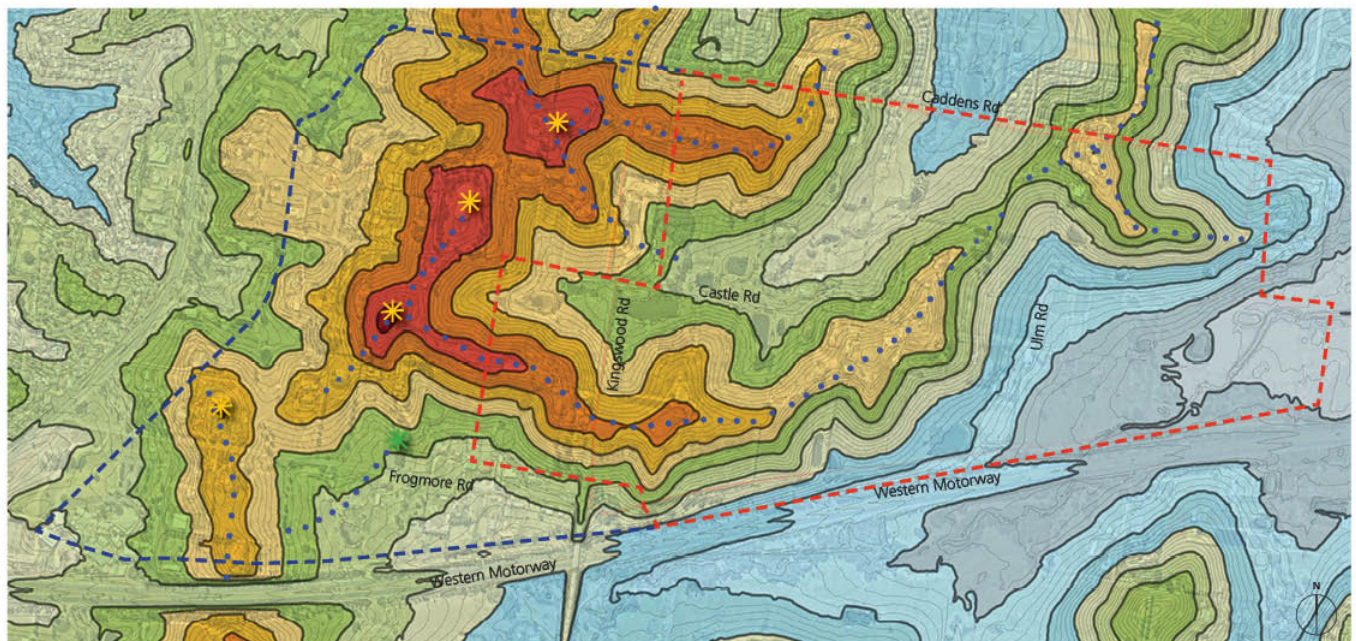 Caddens Rd
Castle Rd
Kingswood Rd
Ulm Rd
Frogmore Rd
Western Motorway
Western Motorway
N